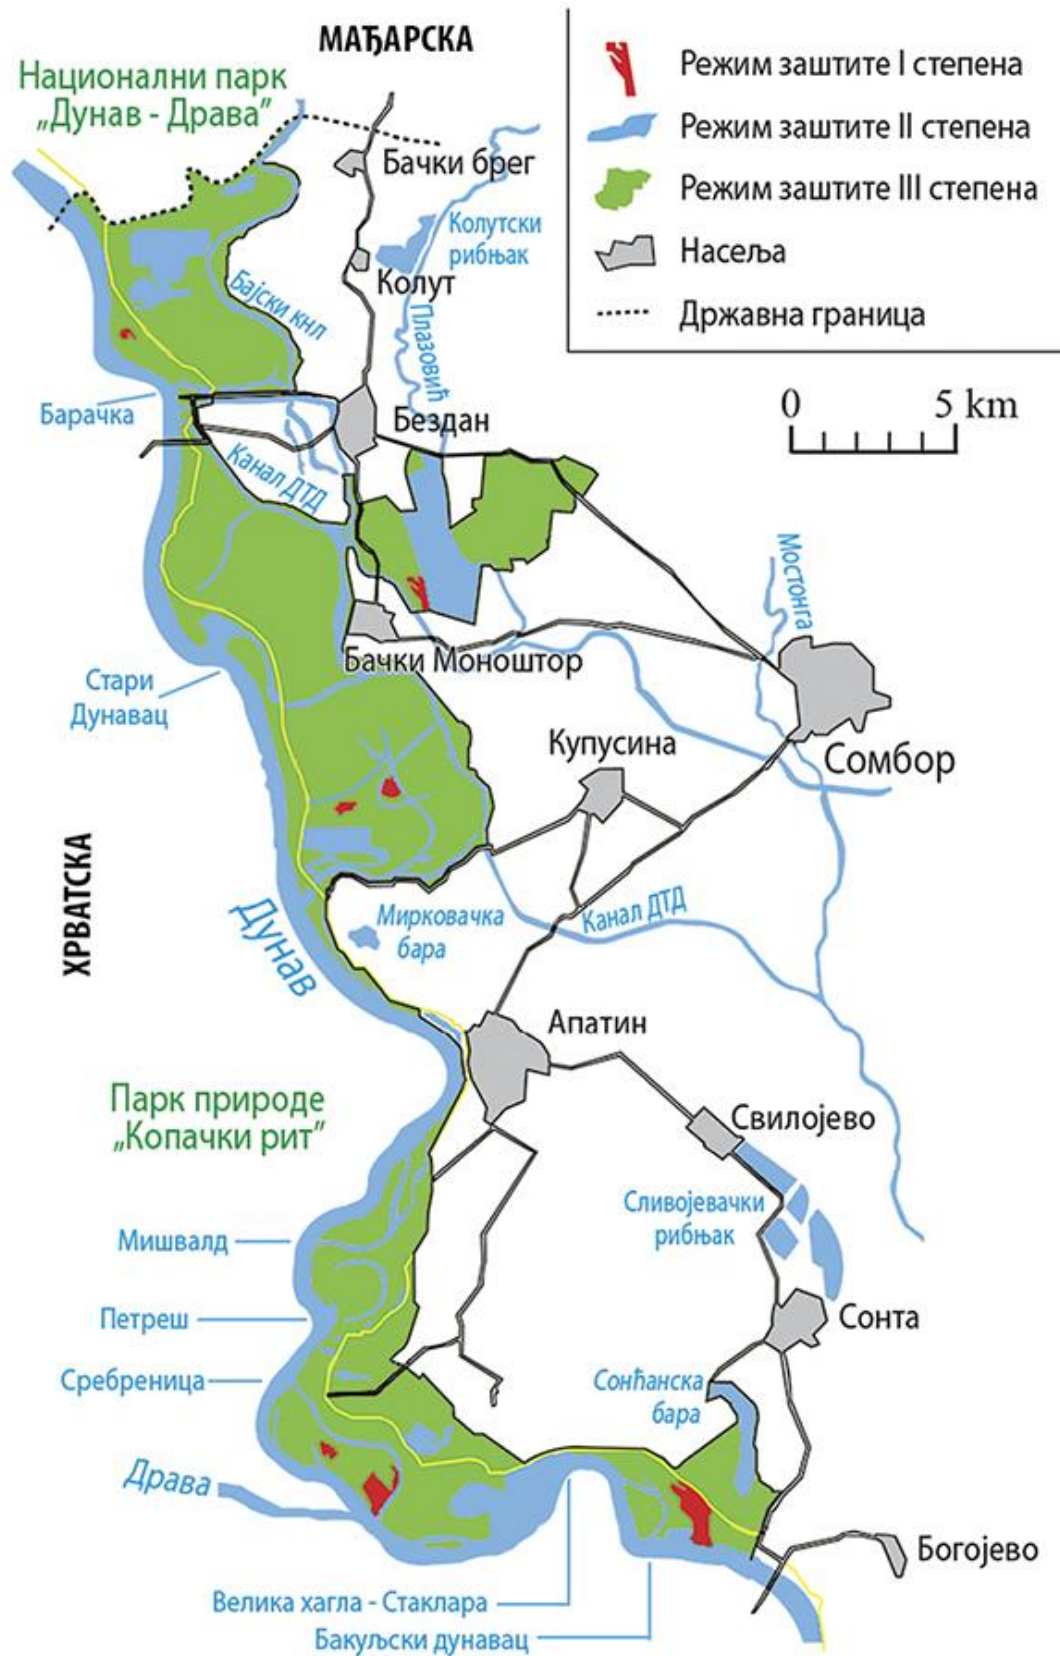 МАЂАРСКА
Национални парк
„Дунав - Драва”
Режим заштите I степена
Режим заштите II степена
Режим заштите III степена
Насеља
Државна граница
0 5 km
Бачки брег
Колутски
рибњак
Колут
Бајски кнл
Плазовић
Барачка
Бездан
Канал ДТД
Мостонга
Бачки Моноштор
Стари
Дунавац
Купусина
Сомбор
ХРВАТСКА
Дунав
Мирковачка
бара
Канал ДТД
Апатин
Парк природе
„Копачки рит”
Свилојево
Сливојевачки
рибњак
Мишвалд
Петреш
Сонта
Сребреница
Сонћанска
бара
Драва
Богојево
Велика хагла - Стаклара
Бакуљски дунавац